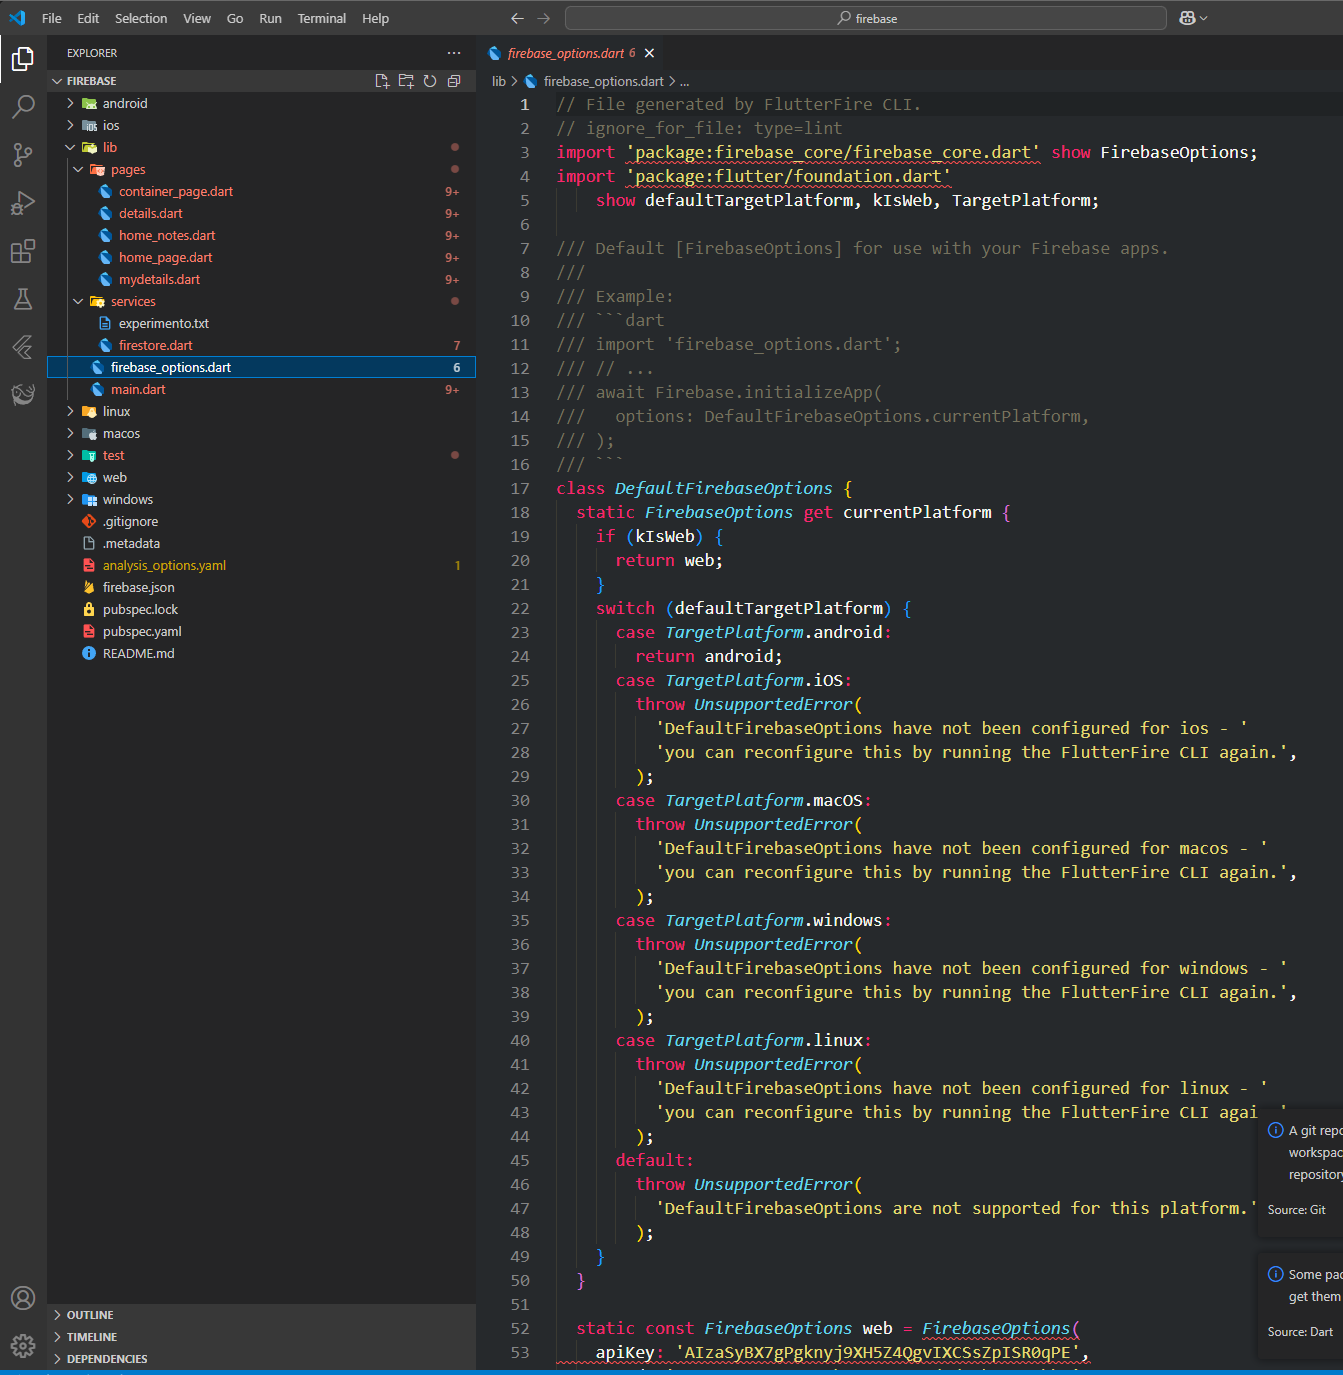 File Edit Selection View Go Run Terminal Help
firebase
EXPLORER
FIREBASE
android
ios
lib
pages
container_page.dart 9+
details.dart 9+
home_notes.dart 9+
home_page.dart 9+
mydetails.dart 9+
services
experimento.txt
firestore.dart 7
firebase_options.dart 6
main.dart 9+
linux
macos
test
web
windows
.gitignore
.metadata
analysis_options.yaml 1
firebase.json
pubspec.lock
pubspec.yaml
README.md
OUTLINE
TIMELINE
DEPENDENCIES
firebase_options.dart 6
lib > firebase_options.dart > ...
1 // File generated by FlutterFire CLI.
2 // ignore_for_file: type=lint
3 import 'package:firebase_core/firebase_core.dart' show FirebaseOptions;
4 import 'package:flutter/foundation.dart'
5 show defaultTargetPlatform, kIsWeb, TargetPlatform;
6
7 /// Default [FirebaseOptions] for use with your Firebase apps.
8 ///
9 /// Example:
10 /// ```dart
11 /// import 'firebase_options.dart';
12 /// // ...
13 /// await Firebase.initializeApp(
14 ///   options: DefaultFirebaseOptions.currentPlatform,
15 /// );
16 /// ```
17 class DefaultFirebaseOptions {
18 static FirebaseOptions get currentPlatform {
19 if (kIsWeb) {
20 return web;
21 }
22 switch (defaultTargetPlatform) {
23 case TargetPlatform.android:
24 return android;
25 case TargetPlatform.iOS:
26 throw UnsupportedError(
27 'DefaultFirebaseOptions have not been configured for ios - '
28 'you can reconfigure this by running the FlutterFire CLI again.',
29 );
30 case TargetPlatform.macOS:
31 throw UnsupportedError(
32 'DefaultFirebaseOptions have not been configured for macos - '
33 'you can reconfigure this by running the FlutterFire CLI again.',
34 );
35 case TargetPlatform.windows:
36 throw UnsupportedError(
37 'DefaultFirebaseOptions have not been configured for windows - '
38 'you can reconfigure this by running the FlutterFire CLI again.',
39 );
40 case TargetPlatform.linux:
41 throw UnsupportedError(
42 'DefaultFirebaseOptions have not been configured for linux - '
43 'you can reconfigure this by running the FlutterFire CLI agai
44 );
45 default:
46 throw UnsupportedError(
47 'DefaultFirebaseOptions are not supported for this platform.'
48 );
49 }
50 }
51
52 static const FirebaseOptions web = FirebaseOptions(
53 apiKey: 'AIzaSyBX7gPgknyj9XH5Z4QgvIXCSsZpISR0qPE',
A git repo
workspac
repository
Source: Git
Some pac
get them
Source: Dart